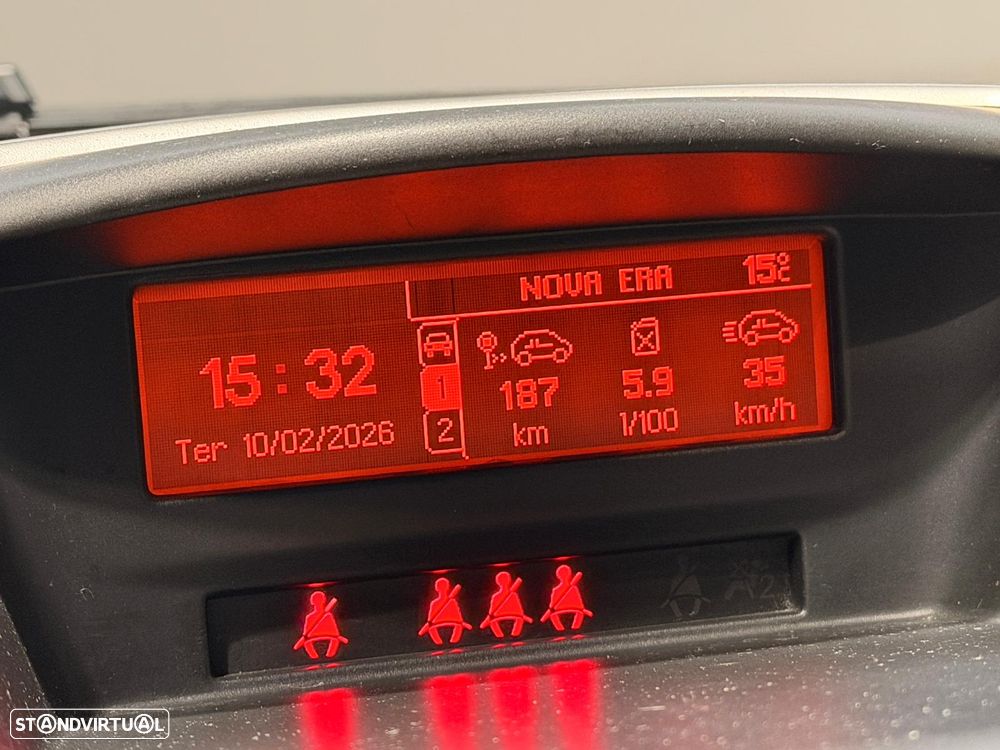 NOVA ERA 15°C
15:32
Ter 10/02/2026
1
2
187 5.9 35
km l/100 km/h
STANDVIRTUAL